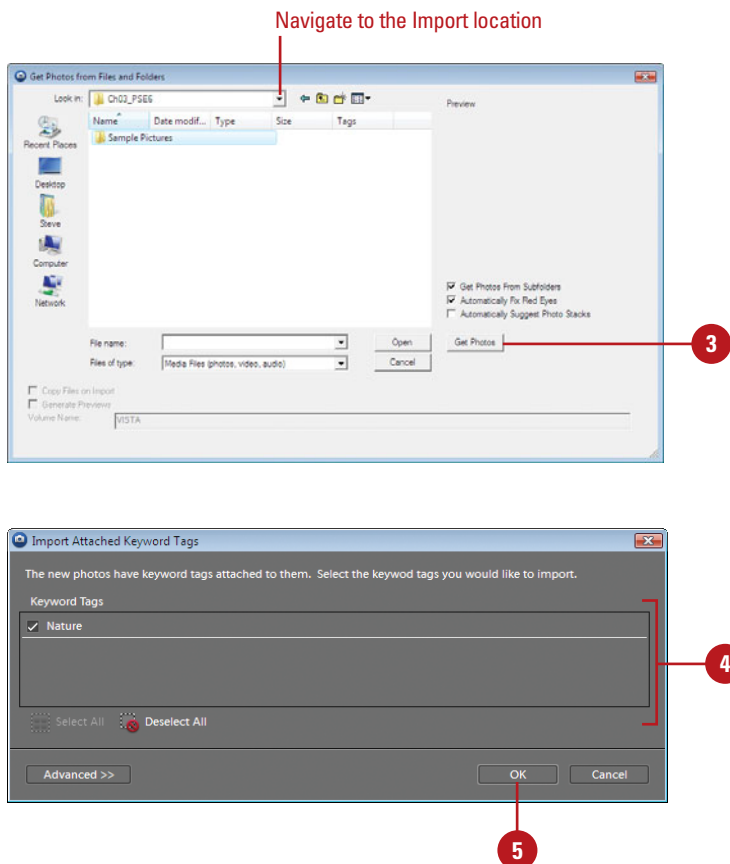 Navigate to the Import location
Get Photos from Files and Folders
Look in: Ch03_PSE6
Preview
Name Date modif... Type Size Tags
Recent Places
Sample Pictures
Desktop
Steve
Computer
Network
Get Photos From Subfolders
Automatically Fix Red Eyes
Automatically Suggest Photo Stacks
File name: Open Get Photos
3
Files of type: Media Files (photos, video, audio) Cancel
Copy Files on Import
Generate Previews
Volume Name: VISTA
Import Attached Keyword Tags
The new photos have keyword tags attached to them. Select the keywod tags you would like to import.
Keyword Tags
Nature
4
Select All Deselect All
Advanced >> OK Cancel
5